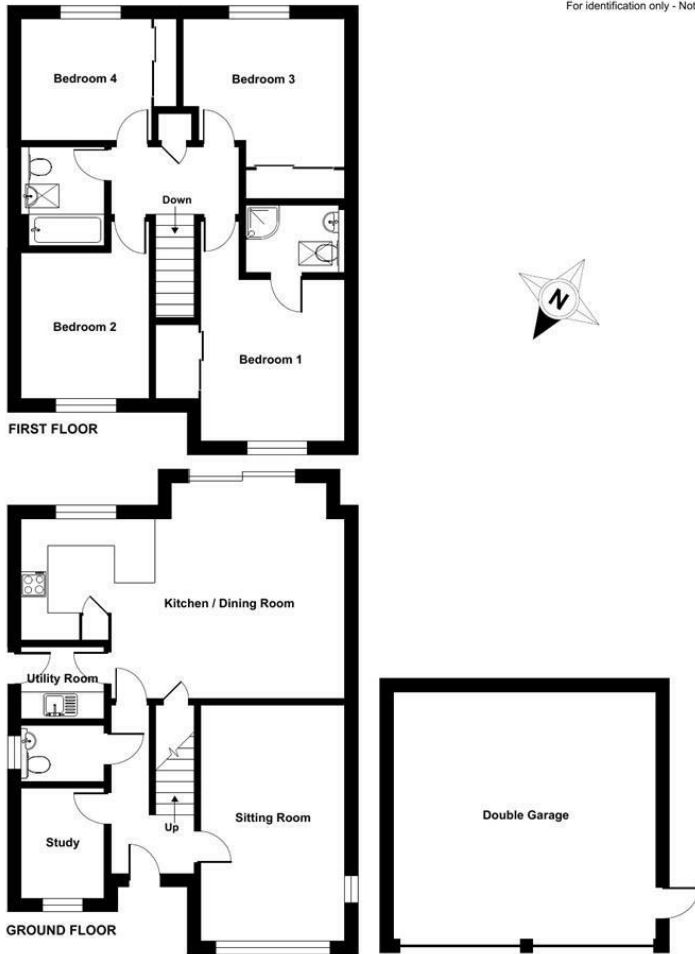 For identification only - Not
Bedroom 4
Bedroom 3
Down
Bedroom 2
Bedroom 1
N
FIRST FLOOR
Kitchen / Dining Room
Utility Room
Sitting Room
Double Garage
Up
Study
GROUND FLOOR